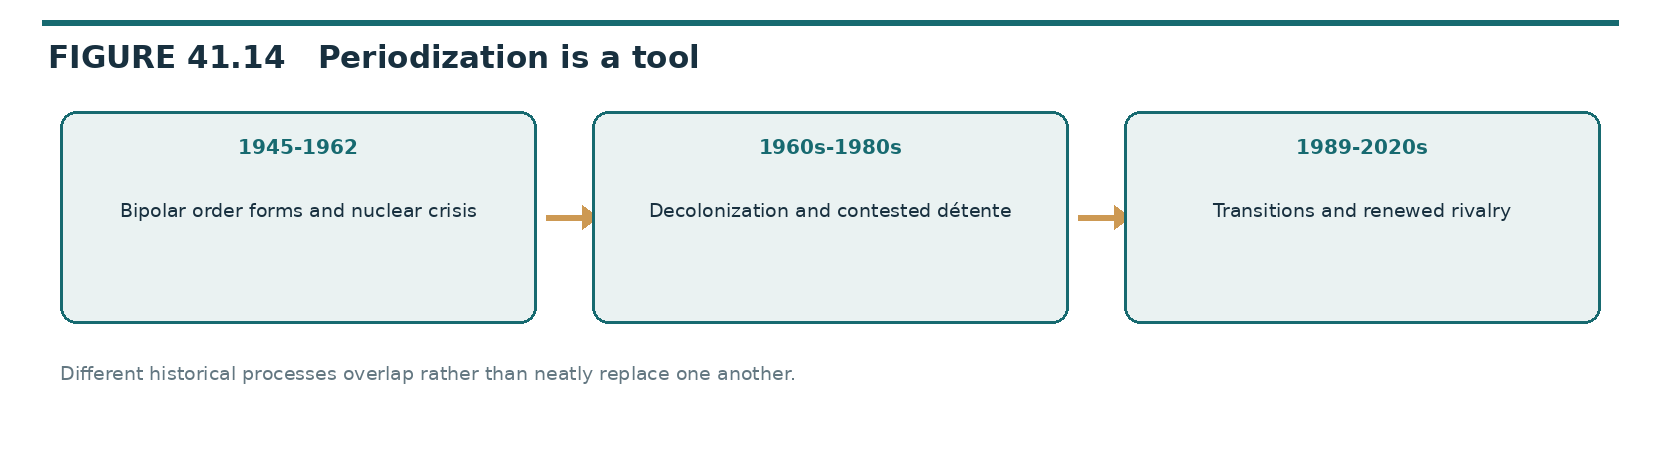 FIGURE 41.14 Periodization is a tool
1945-1962
Bipolar order forms and nuclear crisis
1960s-1980s
Decolonization and contested détente
1989-2020s
Transitions and renewed rivalry
Different historical processes overlap rather than neatly replace one another.